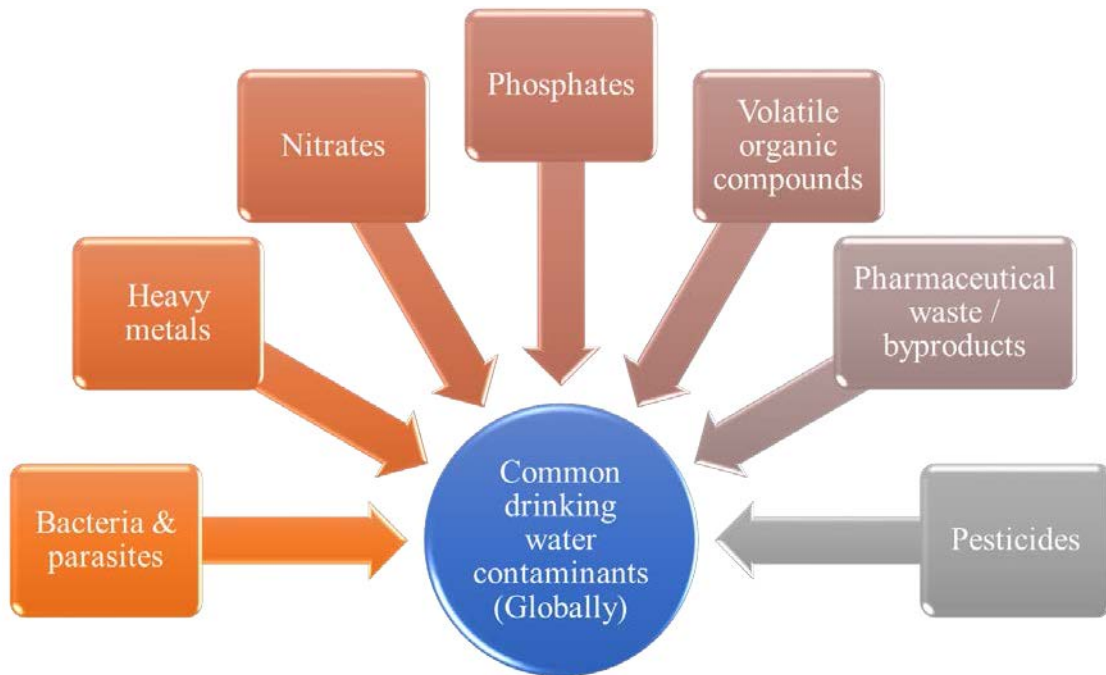 Phosphates
Nitrates
Volatile
organic
compounds
Heavy
metals
Pharmaceutical
waste /
byproducts
Bacteria &
parasites
Common
drinking
water
contaminants
(Globally)
Pesticides